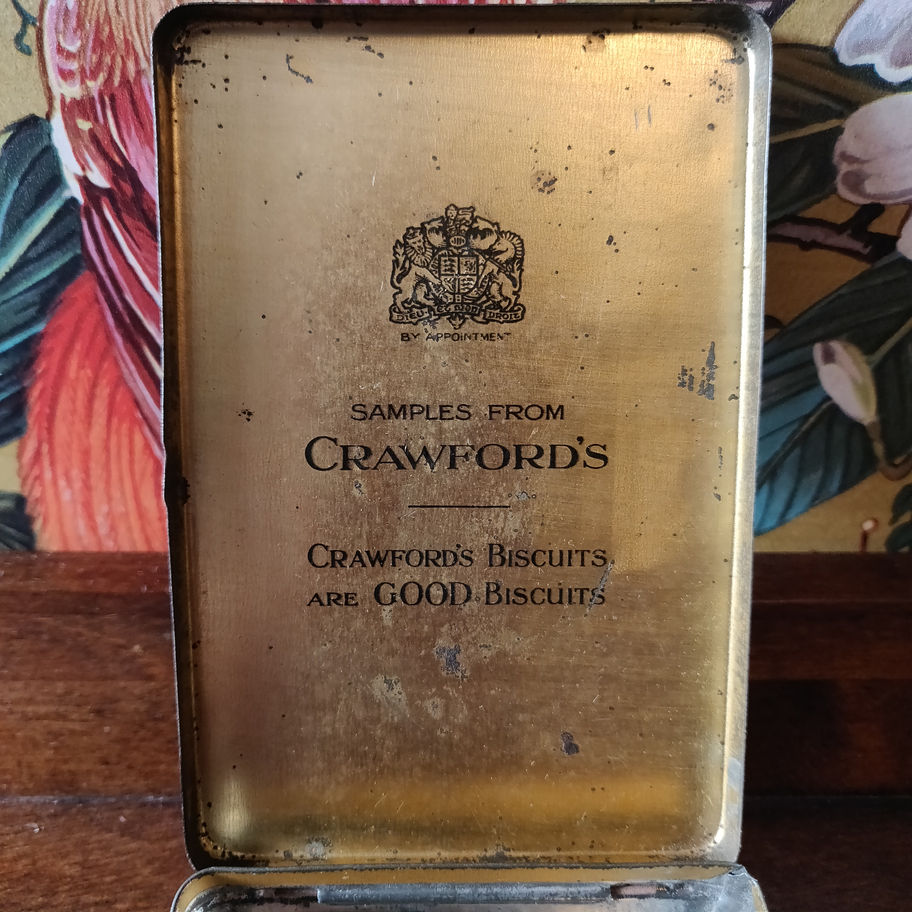 DIEU ET MON DROIT
BY APPOINTMENT
SAMPLES FROM
CRAWFORD'S
CRAWFORD'S BISCUITS,
ARE GOOD BISCUITS